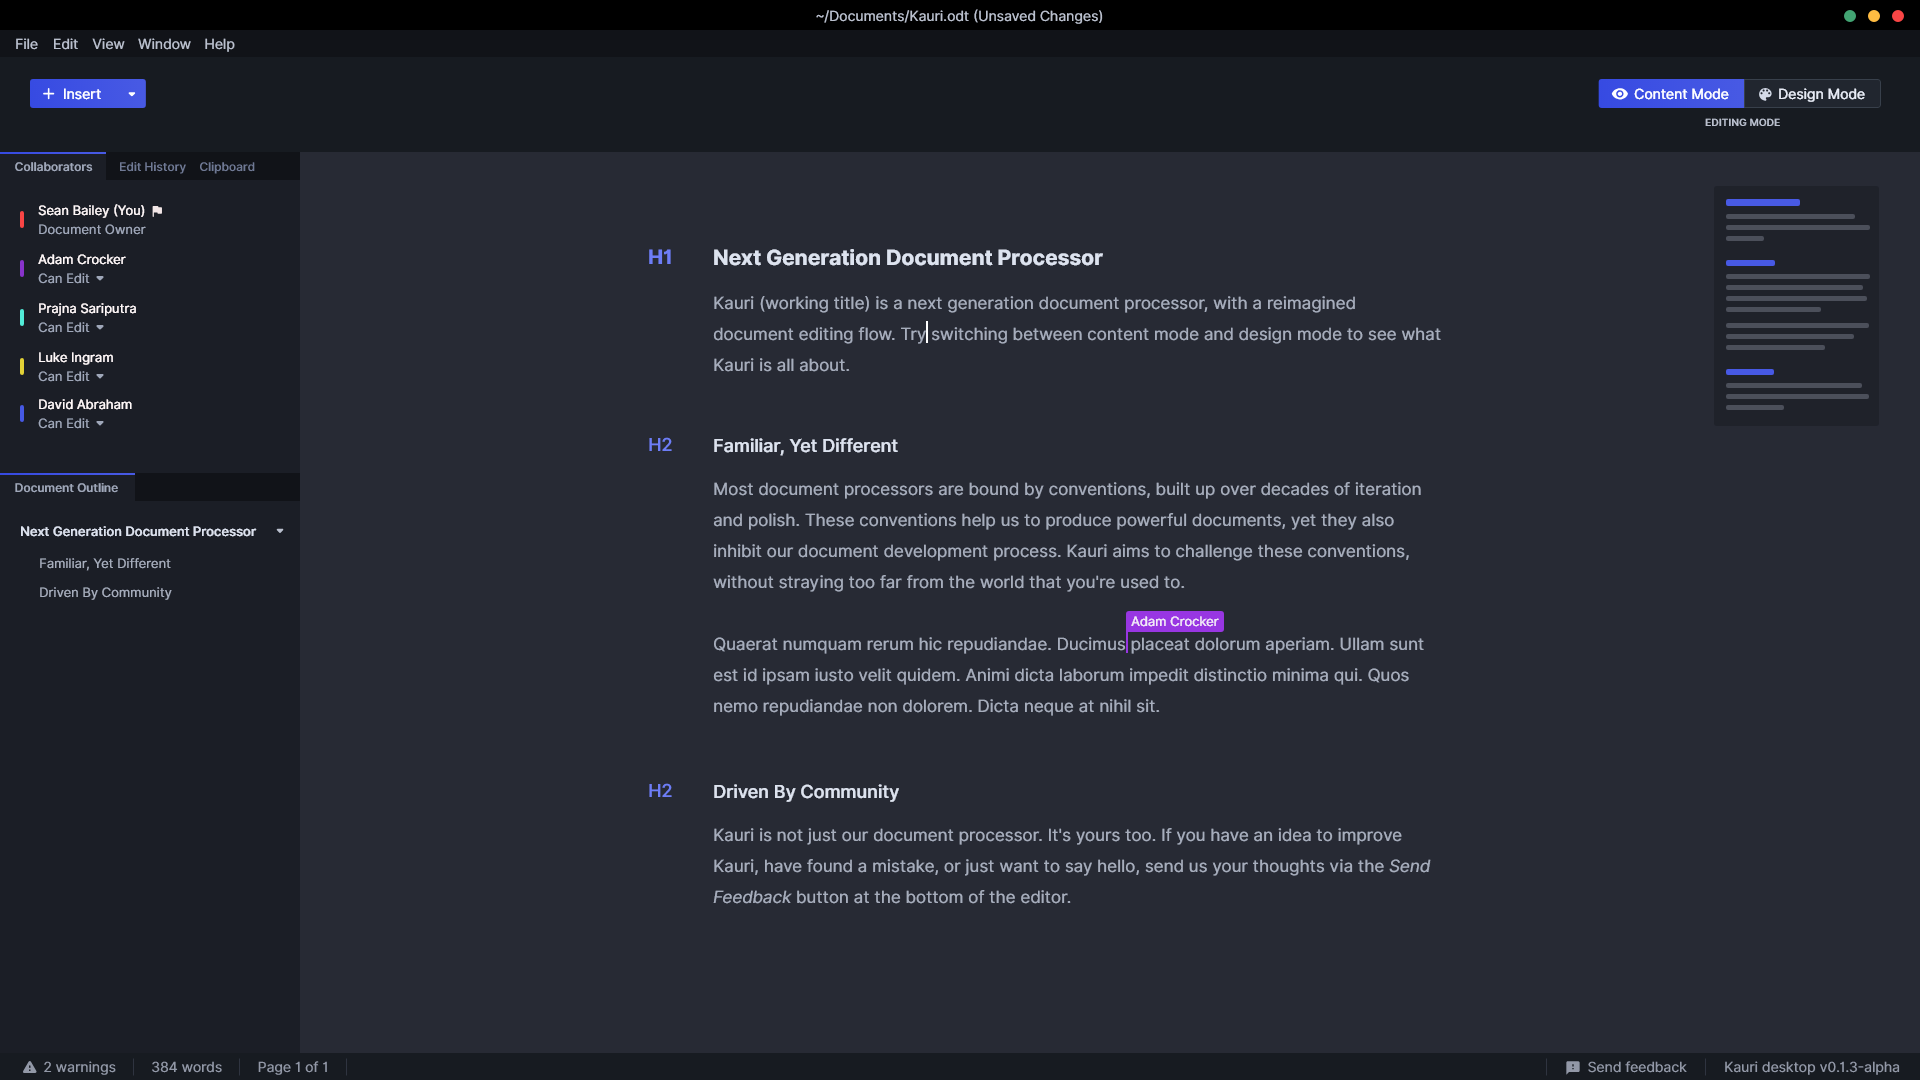 ~/Documents/Kauri.odt (Unsaved Changes)
File Edit View Window Help
Insert
Content Mode Design Mode
EDITING MODE
Collaborators Edit History Clipboard
Sean Bailey (You)
Document Owner
Adam Crocker
Can Edit
Prajna Sariputra
Can Edit
Luke Ingram
Can Edit
David Abraham
Can Edit
Document Outline
Next Generation Document Processor
Familiar, Yet Different
Driven By Community
H1 Next Generation Document Processor
Kauri (working title) is a next generation document processor, with a reimagined
document editing flow. Try switching between content mode and design mode to see what
Kauri is all about.
H2 Familiar, Yet Different
Most document processors are bound by conventions, built up over decades of iteration
and polish. These conventions help us to produce powerful documents, yet they also
inhibit our document development process. Kauri aims to challenge these conventions,
without straying too far from the world that you're used to.
Adam Crocker
Quaerat numquam rerum hic repudiandae. Ducimus placeat dolorum aperiam. Ullam sunt
est id ipsam iusto velit quidem. Animi dicta laborum impedit distinctio minima qui. Quos
nemo repudiandae non dolorem. Dicta neque at nihil sit.
H2 Driven By Community
Kauri is not just our document processor. It's yours too. If you have an idea to improve
Kauri, have found a mistake, or just want to say hello, send us your thoughts via the Send
Feedback button at the bottom of the editor.
2 warnings 384 words Page 1 of 1 Send feedback Kauri desktop v0.1.3-alpha